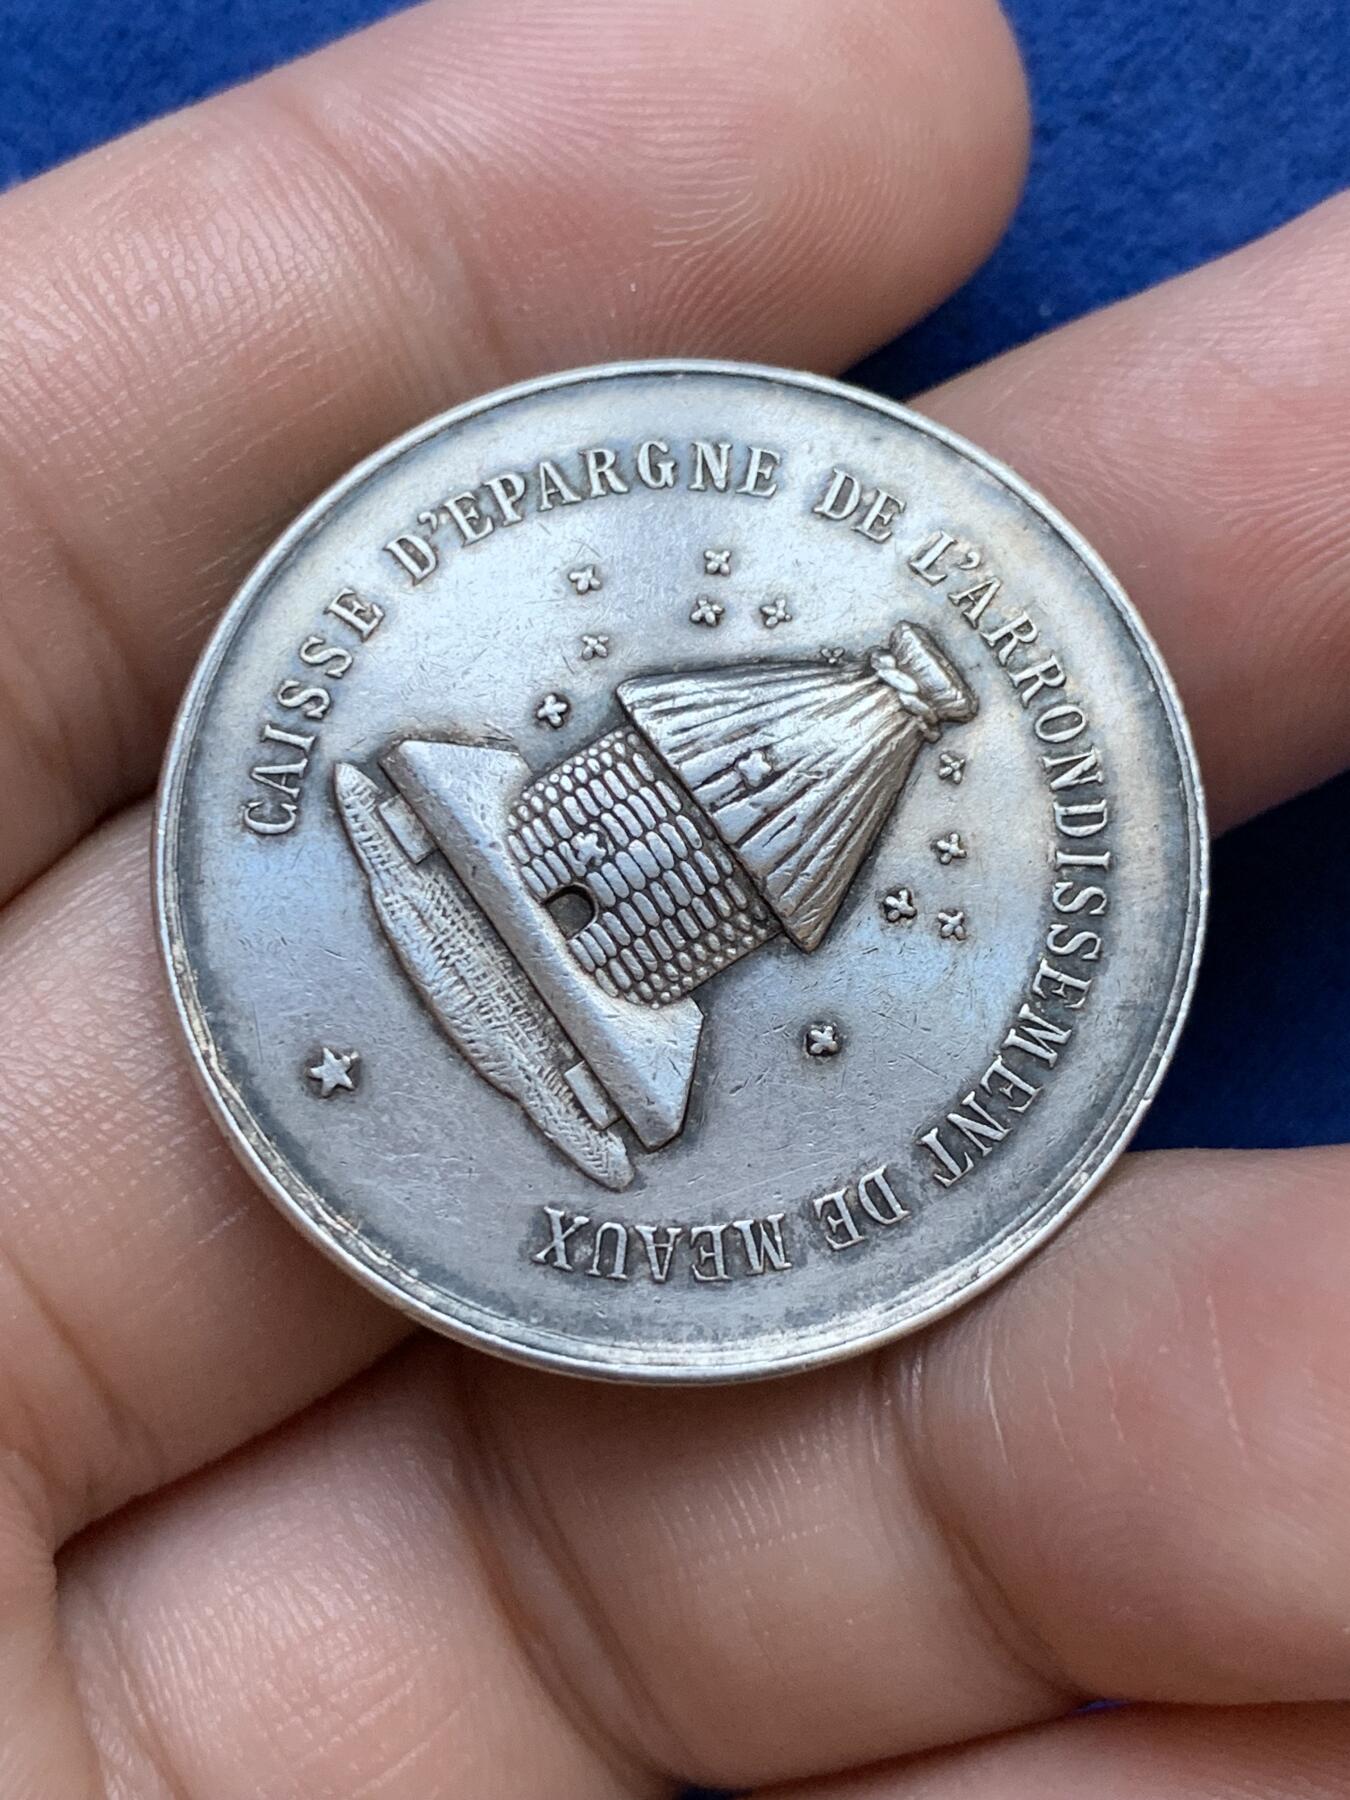 CAISSE D'EPARGNE DE L'ARRONDISSEMENT DE MEAUX